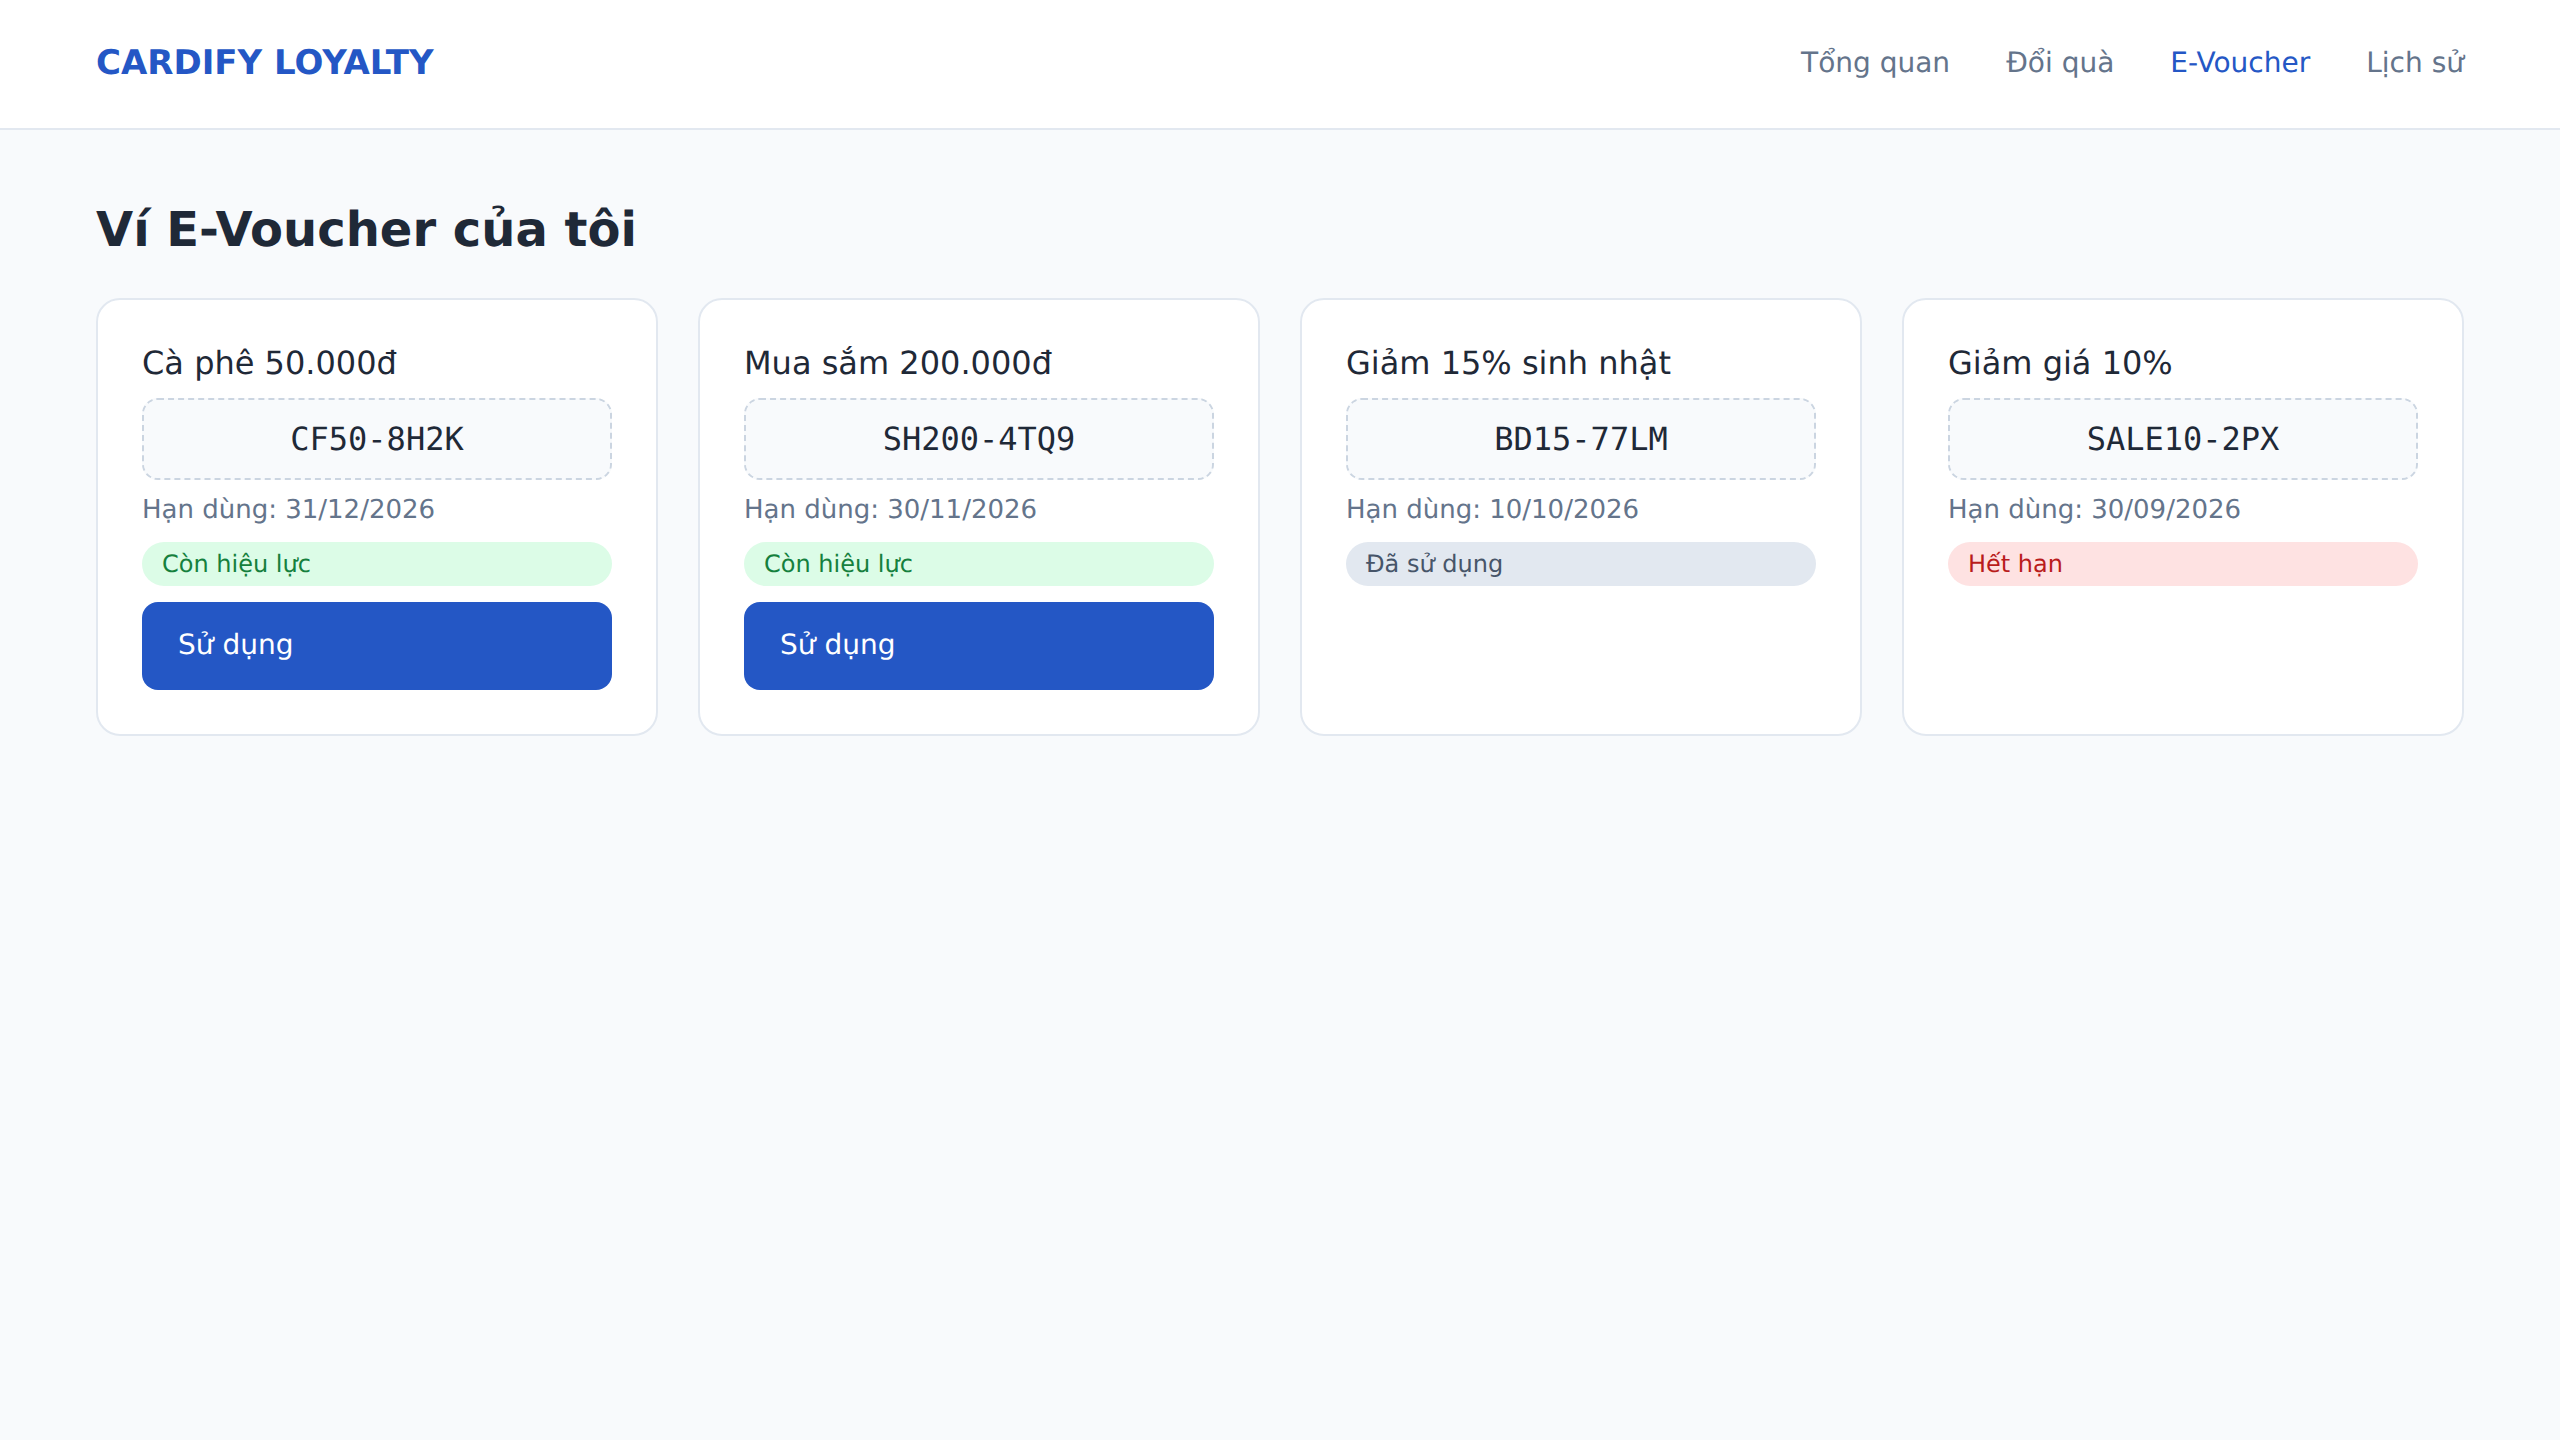 CARDIFY LOYALTY
Tổng quan
Đổi quà
E-Voucher
Lịch sử
Ví E-Voucher của tôi
Cà phê 50.000đ
CF50-8H2K
Hạn dùng: 31/12/2026
Còn hiệu lực
Sử dụng
Mua sắm 200.000đ
SH200-4TQ9
Hạn dùng: 30/11/2026
Còn hiệu lực
Sử dụng
Giảm 15% sinh nhật
BD15-77LM
Hạn dùng: 10/10/2026
Đã sử dụng
Giảm giá 10%
SALE10-2PX
Hạn dùng: 30/09/2026
Hết hạn